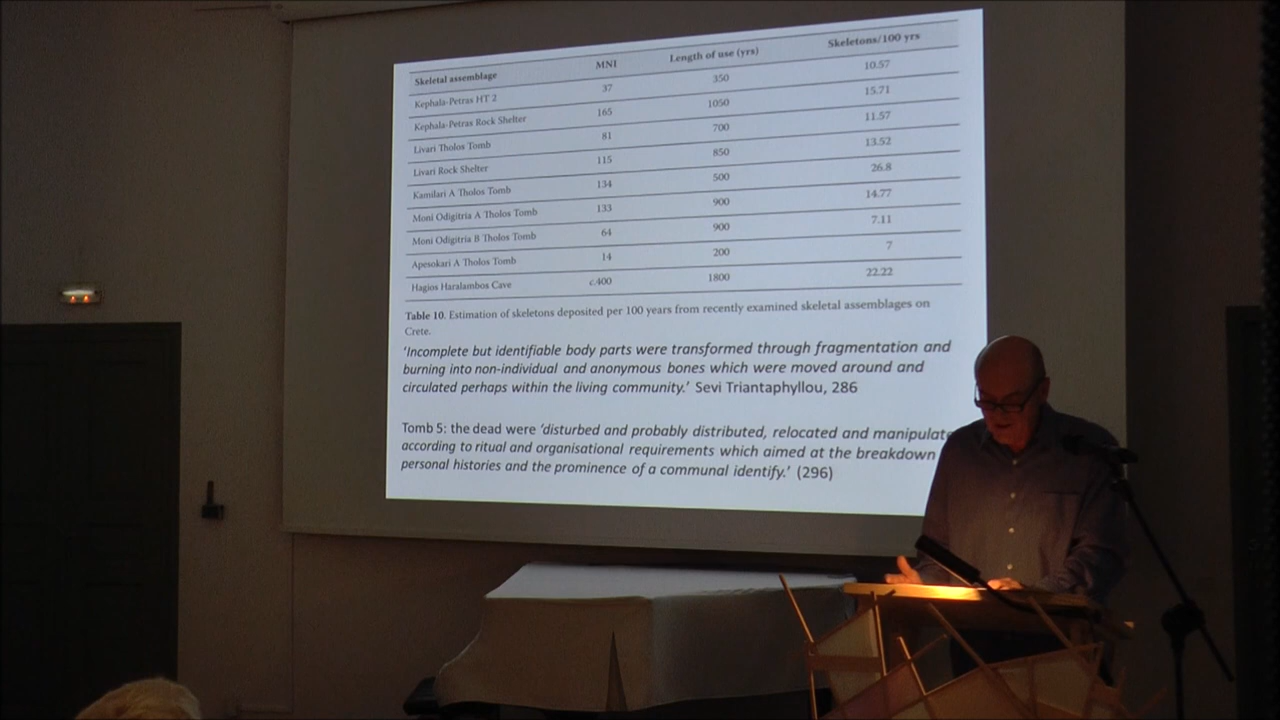 Skeletal assemblage MNI Length of use (yrs) Skeletons/100 yrs
Kephala-Petras HT 2 37 350 10.57
Kephala-Petras Rock Shelter 165 1050 15.71
Livari Tholos Tomb 81 700 11.57
Livari Rock Shelter 115 850 13.52
Kamilari A Tholos Tomb 134 500 26.8
Moni Odigitria A Tholos Tomb 133 900 14.77
Moni Odigitria B Tholos Tomb 64 900 7.11
Apesokari A Tholos Tomb 14 200 7
Hagios Haralambos Cave c.400 1800 22.22
Table 10. Estimation of skeletons deposited per 100 years from recently examined skeletal assemblages on
Crete.
'Incomplete but identifiable body parts were transformed through fragmentation and
burning into non-individual and anonymous bones which were moved around and
circulated perhaps within the living community.' Sevi Triantaphyllou, 286
Tomb 5: the dead were 'disturbed and probably distributed, relocated and manipulate
according to ritual and organisational requirements which aimed at the breakdown
personal histories and the prominence of a communal identify.' (296)